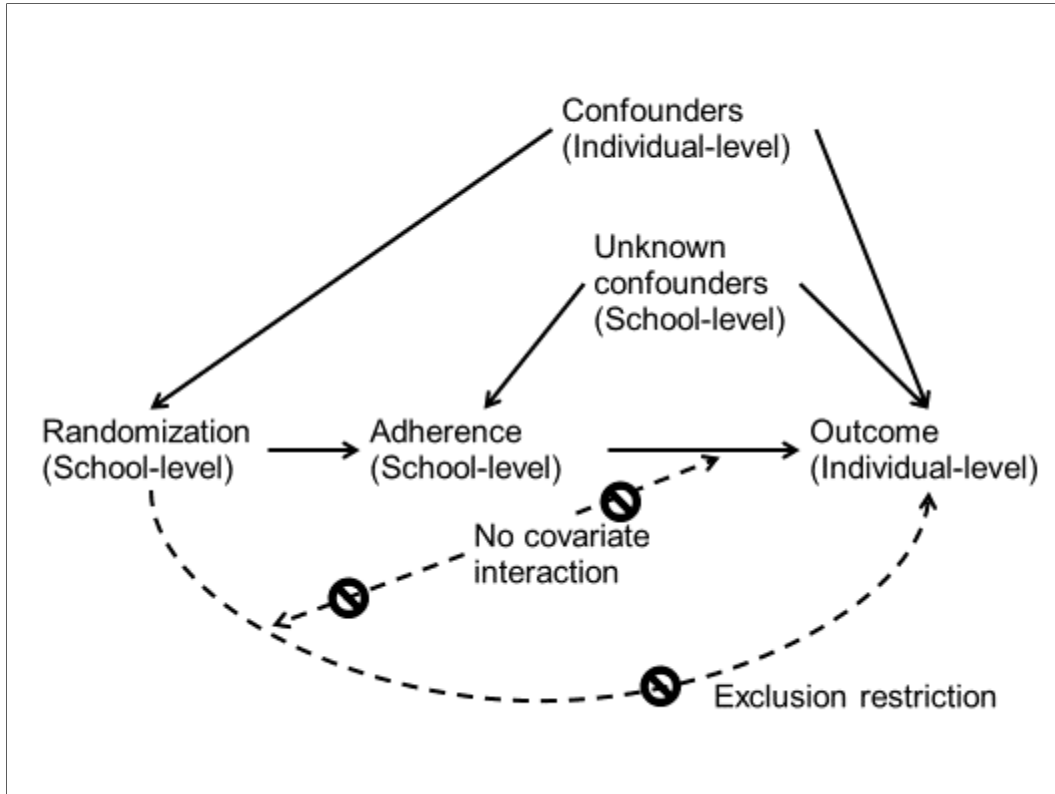 Confounders
(Individual-level)
Unknown
confounders
(School-level)
Randomization
(School-level)
Adherence
(School-level)
Outcome
(Individual-level)
No covariate
interaction
Exclusion restriction